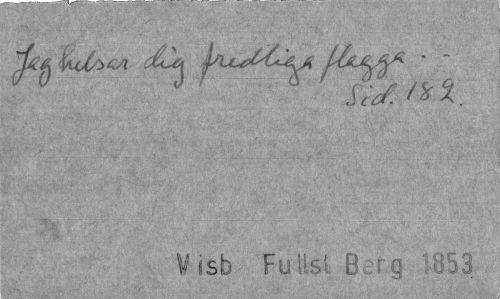 Jag helsar dig fredliga flagga . . 
Sid. 182.
Visb Fullst Berg 1853